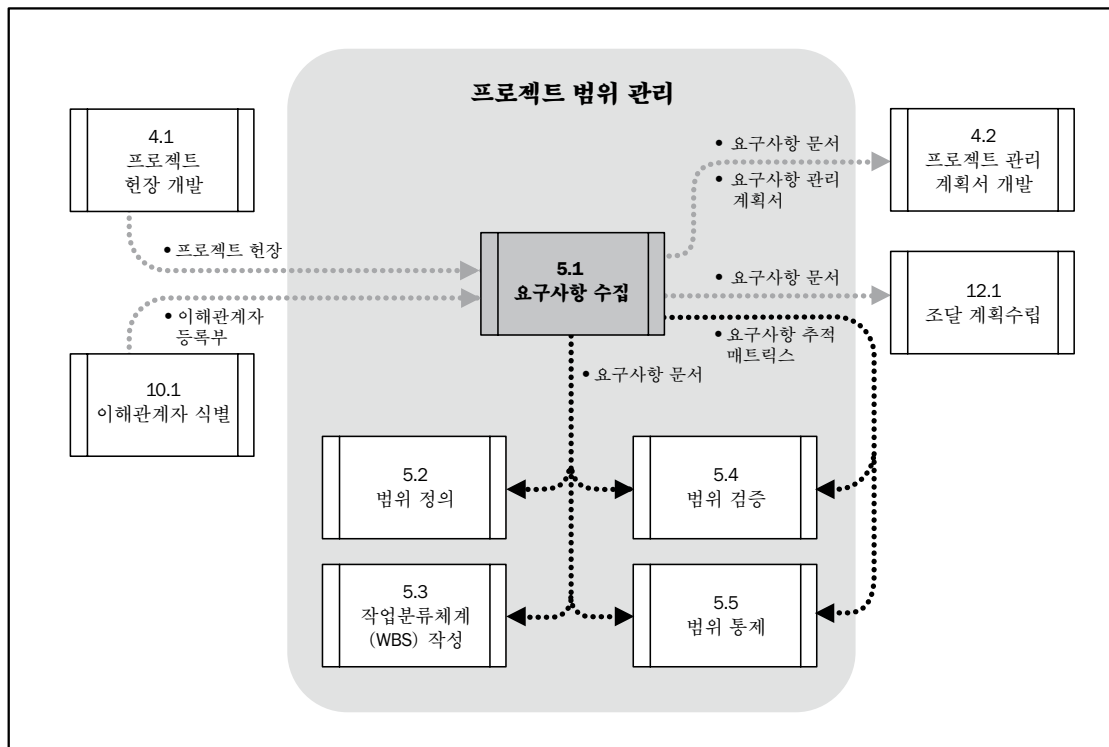 프로젝트 범위 관리
4.1
프로젝트
헌장 개발
• 요구사항 문서
• 요구사항 관리
계획서
4.2
프로젝트 관리
계획서 개발
• 프로젝트 헌장
5.1
요구사항 수집
• 요구사항 문서
12.1
조달 계획수립
• 이해관계자
등록부
• 요구사항 추적
매트릭스
10.1
이해관계자 식별
• 요구사항 문서
5.2
범위 정의
5.4
범위 검증
5.3
작업분류체계
(WBS) 작성
5.5
범위 통제